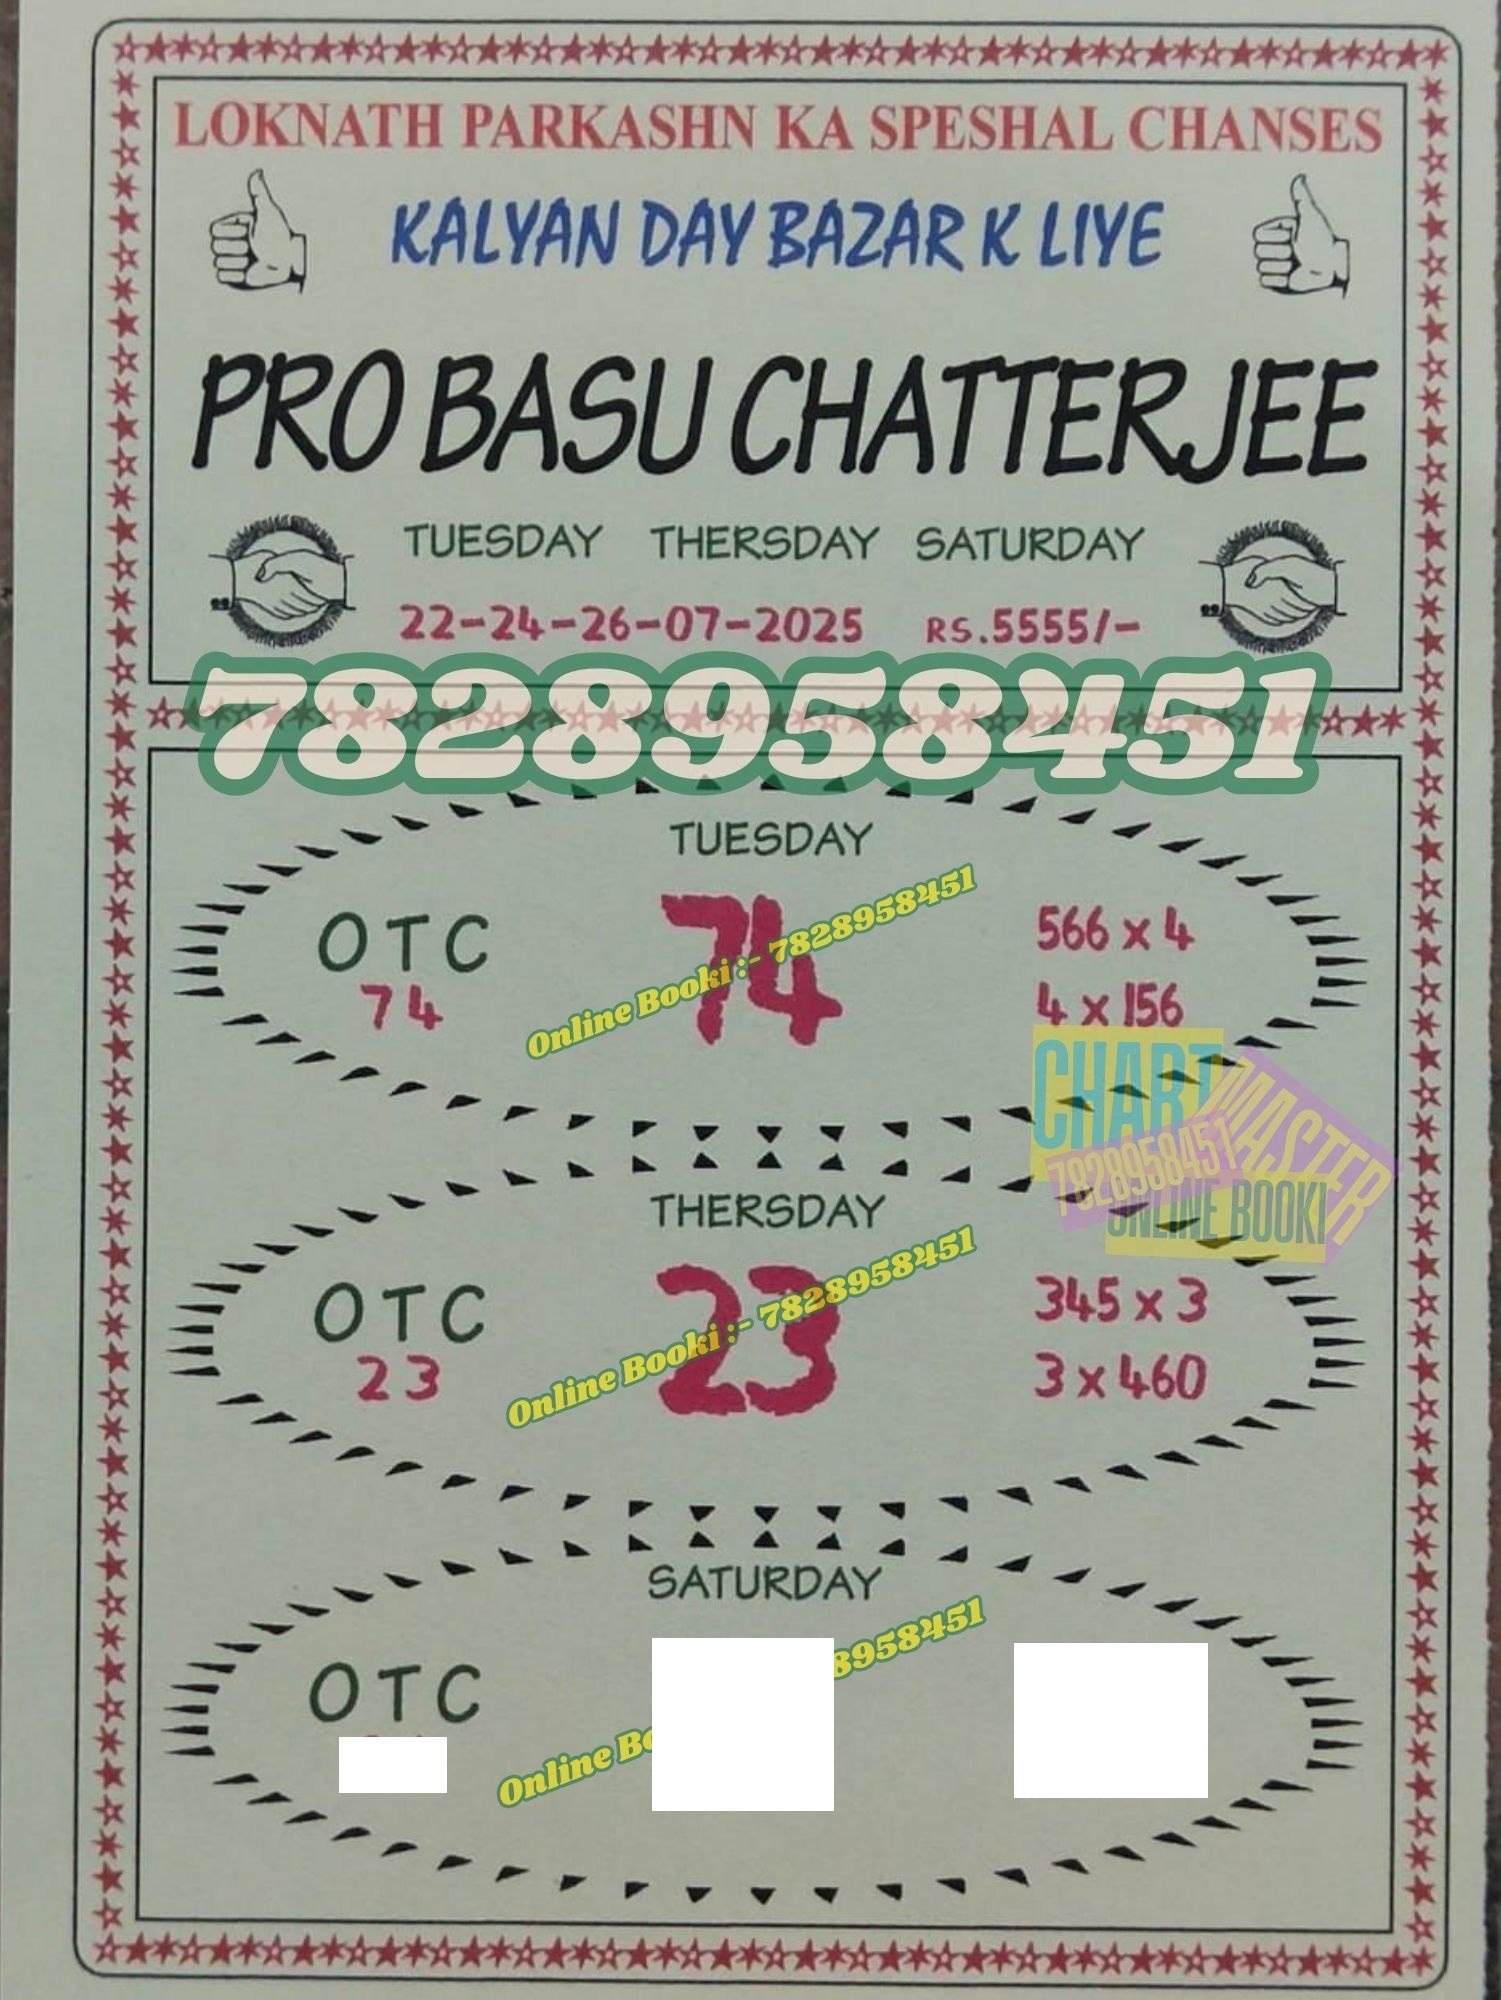 LOKNATH PARKASHN KA SPESHAL CHANSES
KALYAN DAY BAZAR K LIYE
PRO BASU CHATTERJEE
TUESDAY THERSDAY SATURDAY
22-24-26-07-2025 RS.5555/-
7828958451
TUESDAY
OTC
74
74
566 x 4
4 x 156
Online Booki :- 7828958451
CHART
MASTER
7828958451
ONLINE BOOKI
THERSDAY
OTC
23
23
345 x 3
3 x 460
Online Booki :- 7828958451
SATURDAY
OTC
Online 8958451